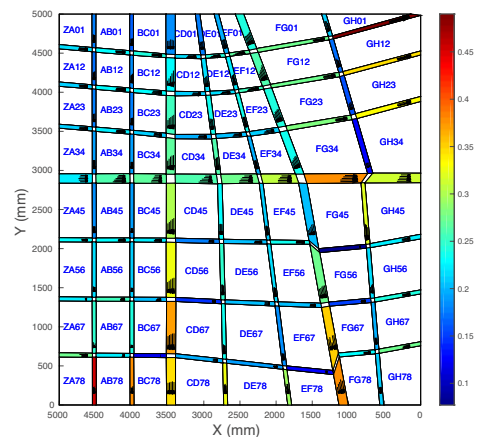 5000
4500
4000
3500
3000
2500
2000
1500
1000
500
0
Y (mm)
ZA01 AB01 BC01 CD01 DE01 EF01 FG01 GH01
ZA12 AB12 BC12 CD12 DE12 EF12 FG12 GH12
ZA23 AB23 BC23 CD23 DE23 EF23 FG23 GH23
ZA34 AB34 BC34 CD34 DE34 EF34 FG34 GH34
ZA45 AB45 BC45 CD45 DE45 EF45 FG45 GH45
ZA56 AB56 BC56 CD56 DE56 EF56 FG56 GH56
ZA67 AB67 BC67 CD67 DE67 EF67 FG67 GH67
ZA78 AB78 BC78 CD78 DE78 EF78 FG78 GH78
5000 4500 4000 3500 3000 2500 2000 1500 1000 500 0
X (mm)
0.45
0.4
0.35
0.3
0.25
0.2
0.15
0.1